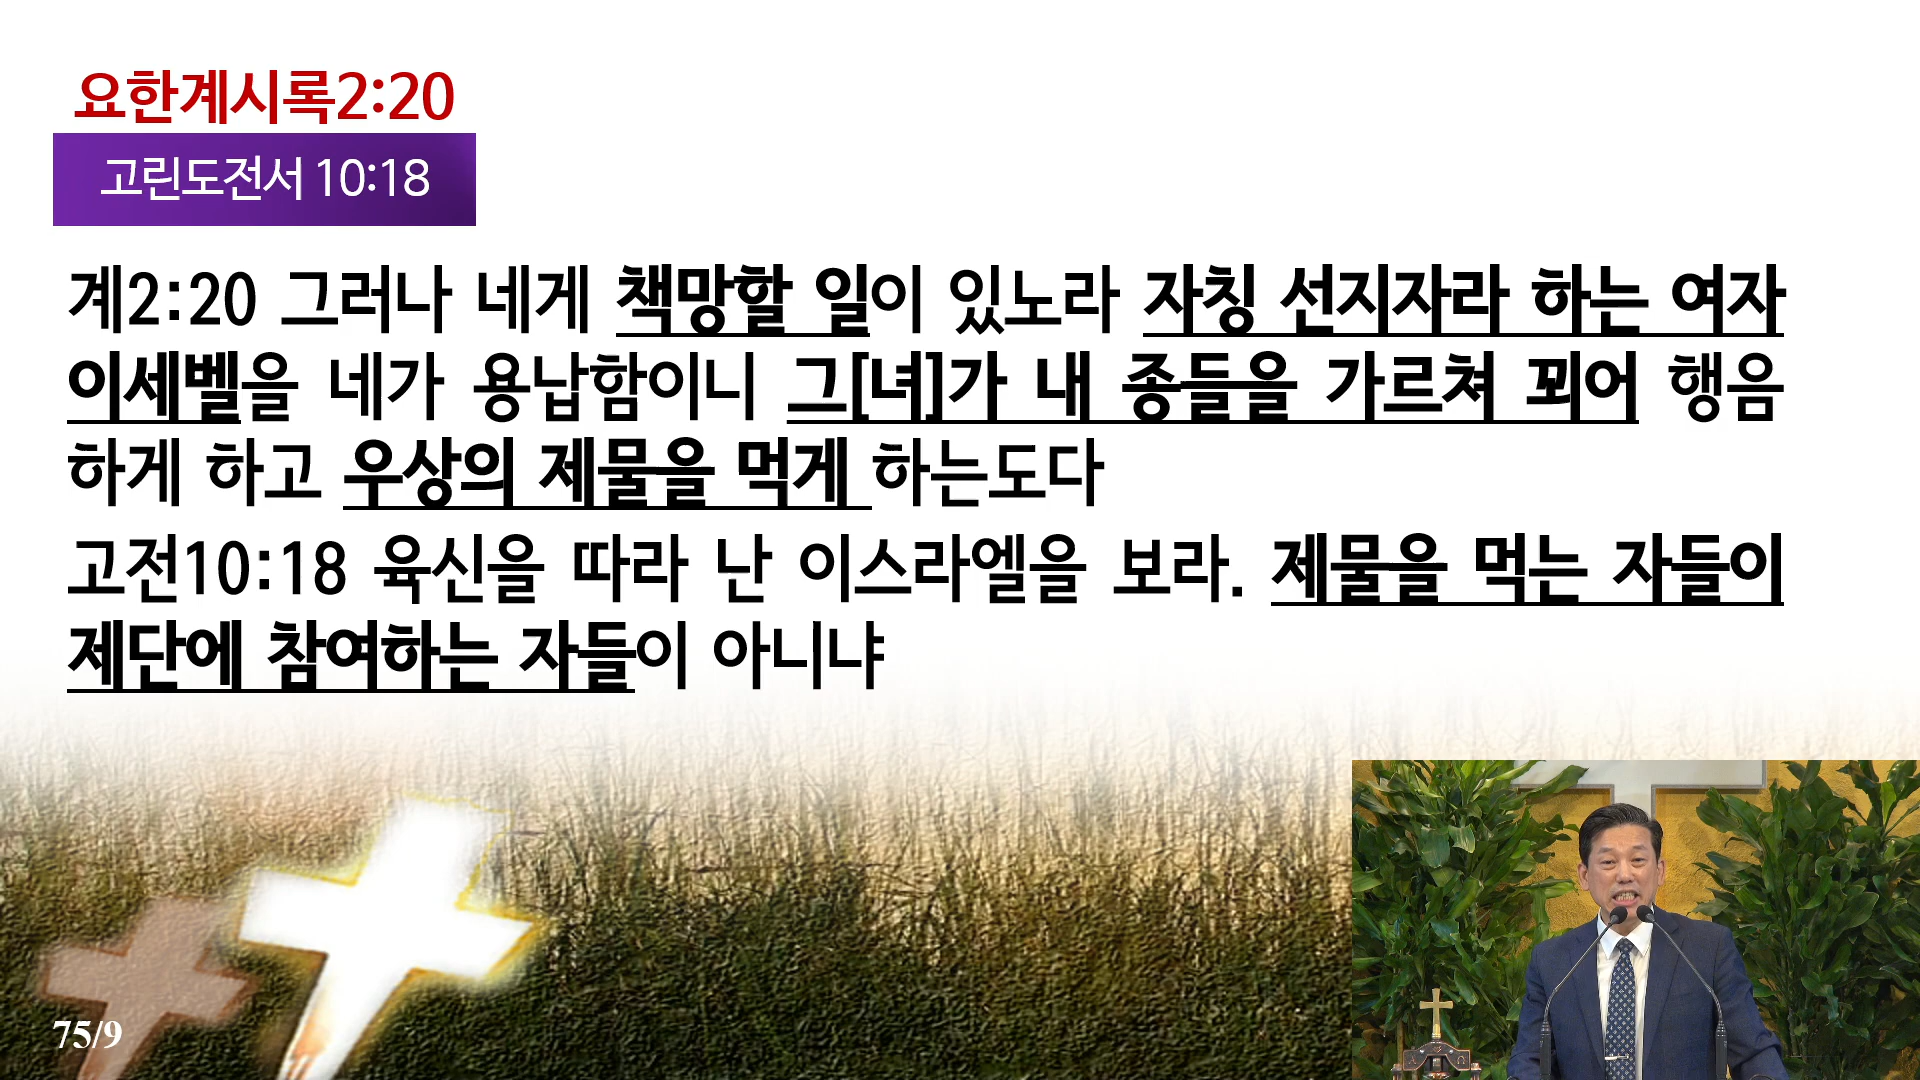 요한계시록2:20
고린도전서 10:18
계2:20 그러나 네게 책망할 일이 있노라 자칭 선지자라 하는 여자
이세벨을 네가 용납함이니 그[녀]가 내 종들을 가르쳐 꾀어 행음
하게 하고 우상의 제물을 먹게 하는도다
고전10:18 육신을 따라 난 이스라엘을 보라. 제물을 먹는 자들이
제단에 참여하는 자들이 아니냐
75/9